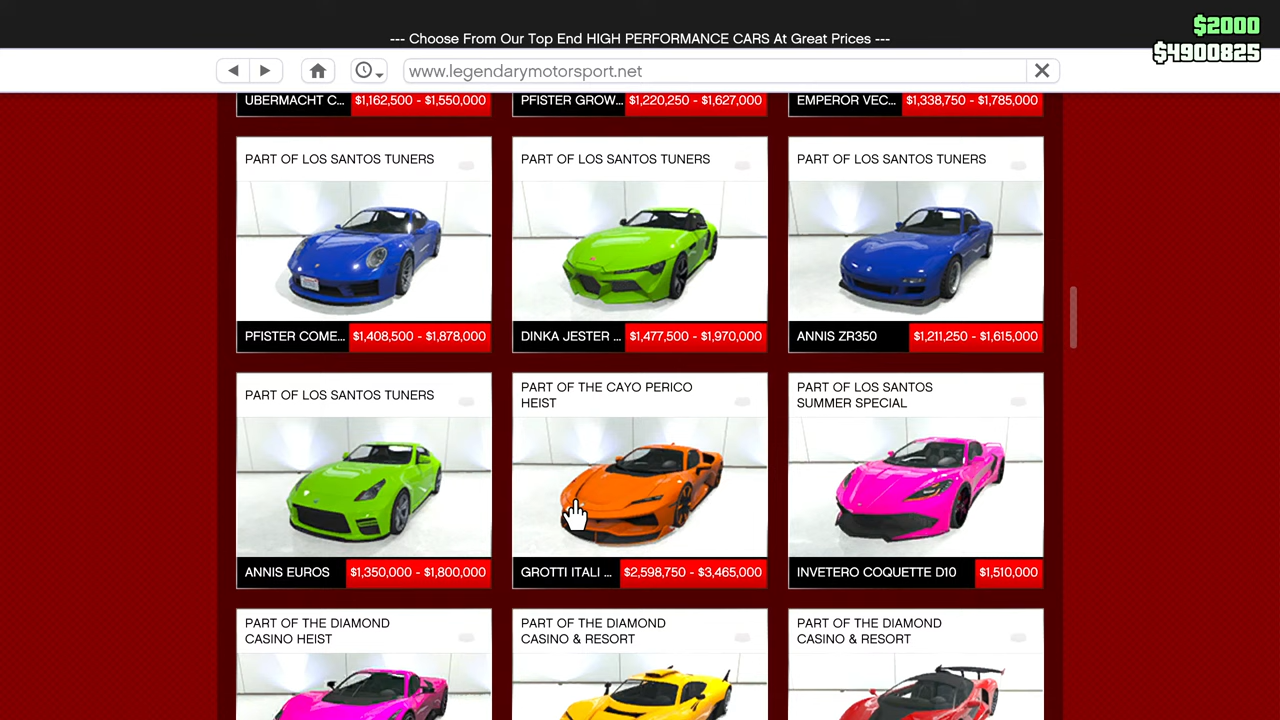 $2000
--- Choose From Our Top End HIGH PERFORMANCE CARS At Great Prices ---
$4900825
www.legendarymotorsport.net
UBERMACHT C... $1,162,500 - $1,550,000
PFISTER GROW... $1,220,250 - $1,627,000
EMPEROR VEC... $1,338,750 - $1,785,000
PART OF LOS SANTOS TUNERS
PFISTER COME... $1,408,500 - $1,878,000
PART OF LOS SANTOS TUNERS
DINKA JESTER ... $1,477,500 - $1,970,000
PART OF LOS SANTOS TUNERS
ANNIS ZR350 $1,211,250 - $1,615,000
PART OF LOS SANTOS TUNERS
ANNIS EUROS $1,350,000 - $1,800,000
PART OF THE CAYO PERICO
HEIST
GROTTI ITALI ... $2,598,750 - $3,465,000
PART OF LOS SANTOS
SUMMER SPECIAL
INVETERO COQUETTE D10 $1,510,000
PART OF THE DIAMOND
CASINO HEIST
PART OF THE DIAMOND
CASINO & RESORT
PART OF THE DIAMOND
CASINO & RESORT